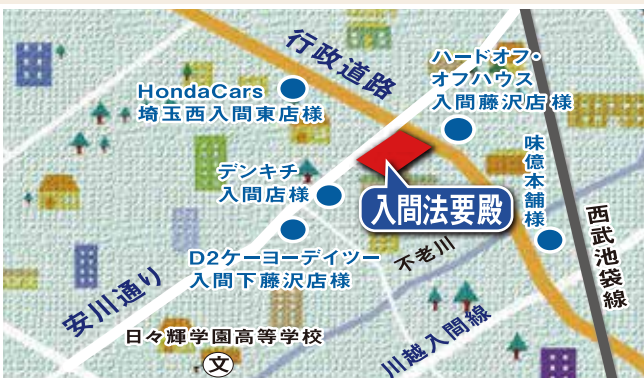 行政道路
ハードオフ・
オフハウス
入間藤沢店様
HondaCars
埼玉西入間東店様
味億本舗様
デンキチ
入間店様
入間法要殿
西武池袋線
D2ケーヨーデイツー
入間下藤沢店様
不老川
安川通り
川越入間線
日々輝学園高等学校
文